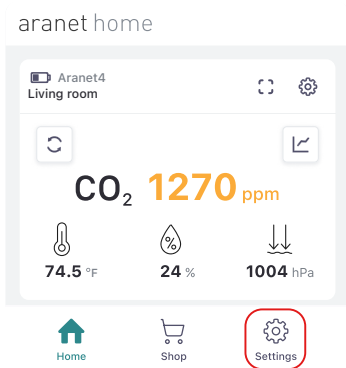 aranet home
Aranet4
Living room
CO2 1270 ppm
74.5 °F 24 % 1004 hPa
Home Shop Settings